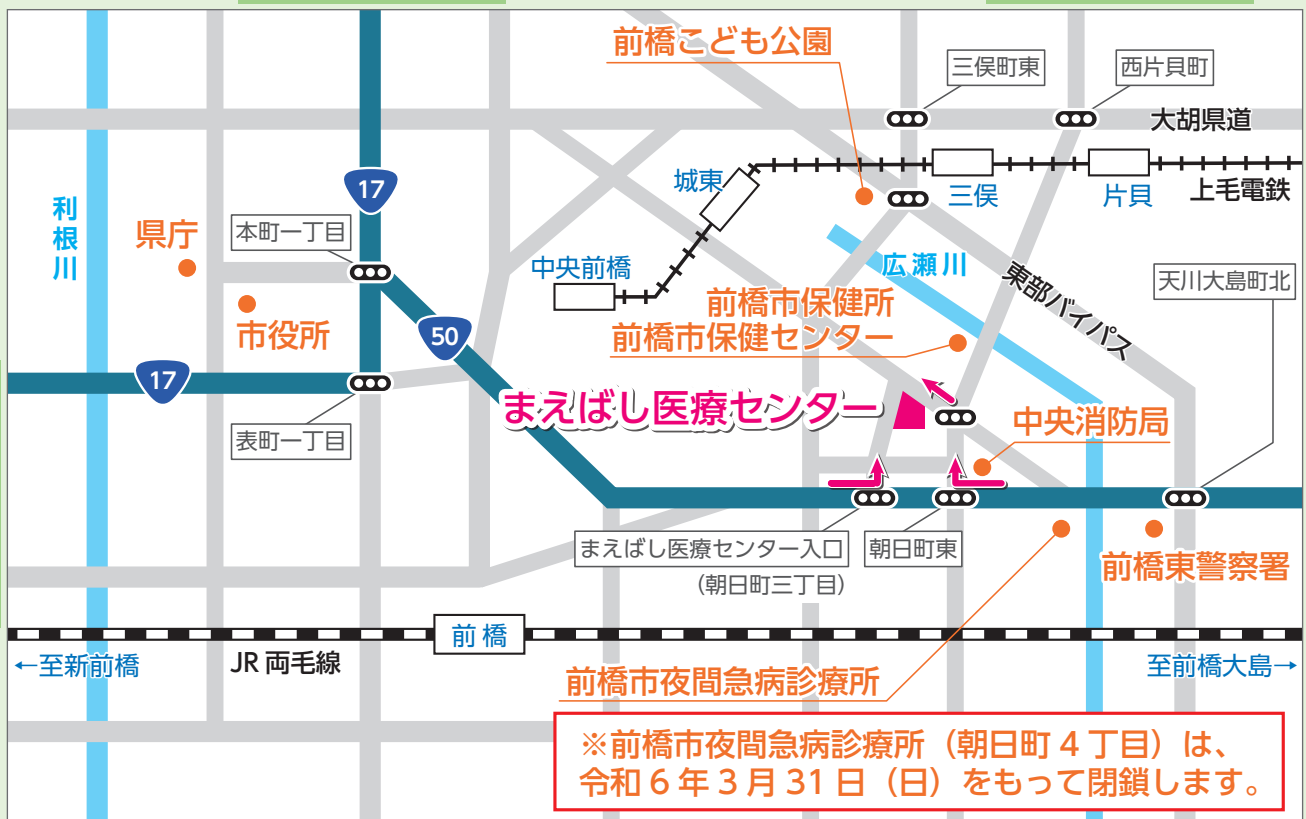 前橋こども公園
三俣町東
西片貝町
大胡県道
城東
三俣
片貝
上毛電鉄
17
利根川
県庁
本町一丁目
中央前橋
広瀬川
東部バイパス
天川大島町北
市役所
前橋市保健所
前橋市保健センター
50
17
まえばし医療センター
中央消防局
表町一丁目
まえばし医療センター入口
(朝日町三丁目)
朝日町東
前橋東警察署
前橋
←至新前橋
JR両毛線
至前橋大島→
前橋市夜間急病診療所
※前橋市夜間急病診療所（朝日町4丁目）は、
令和6年3月31日（日）をもって閉鎖します。